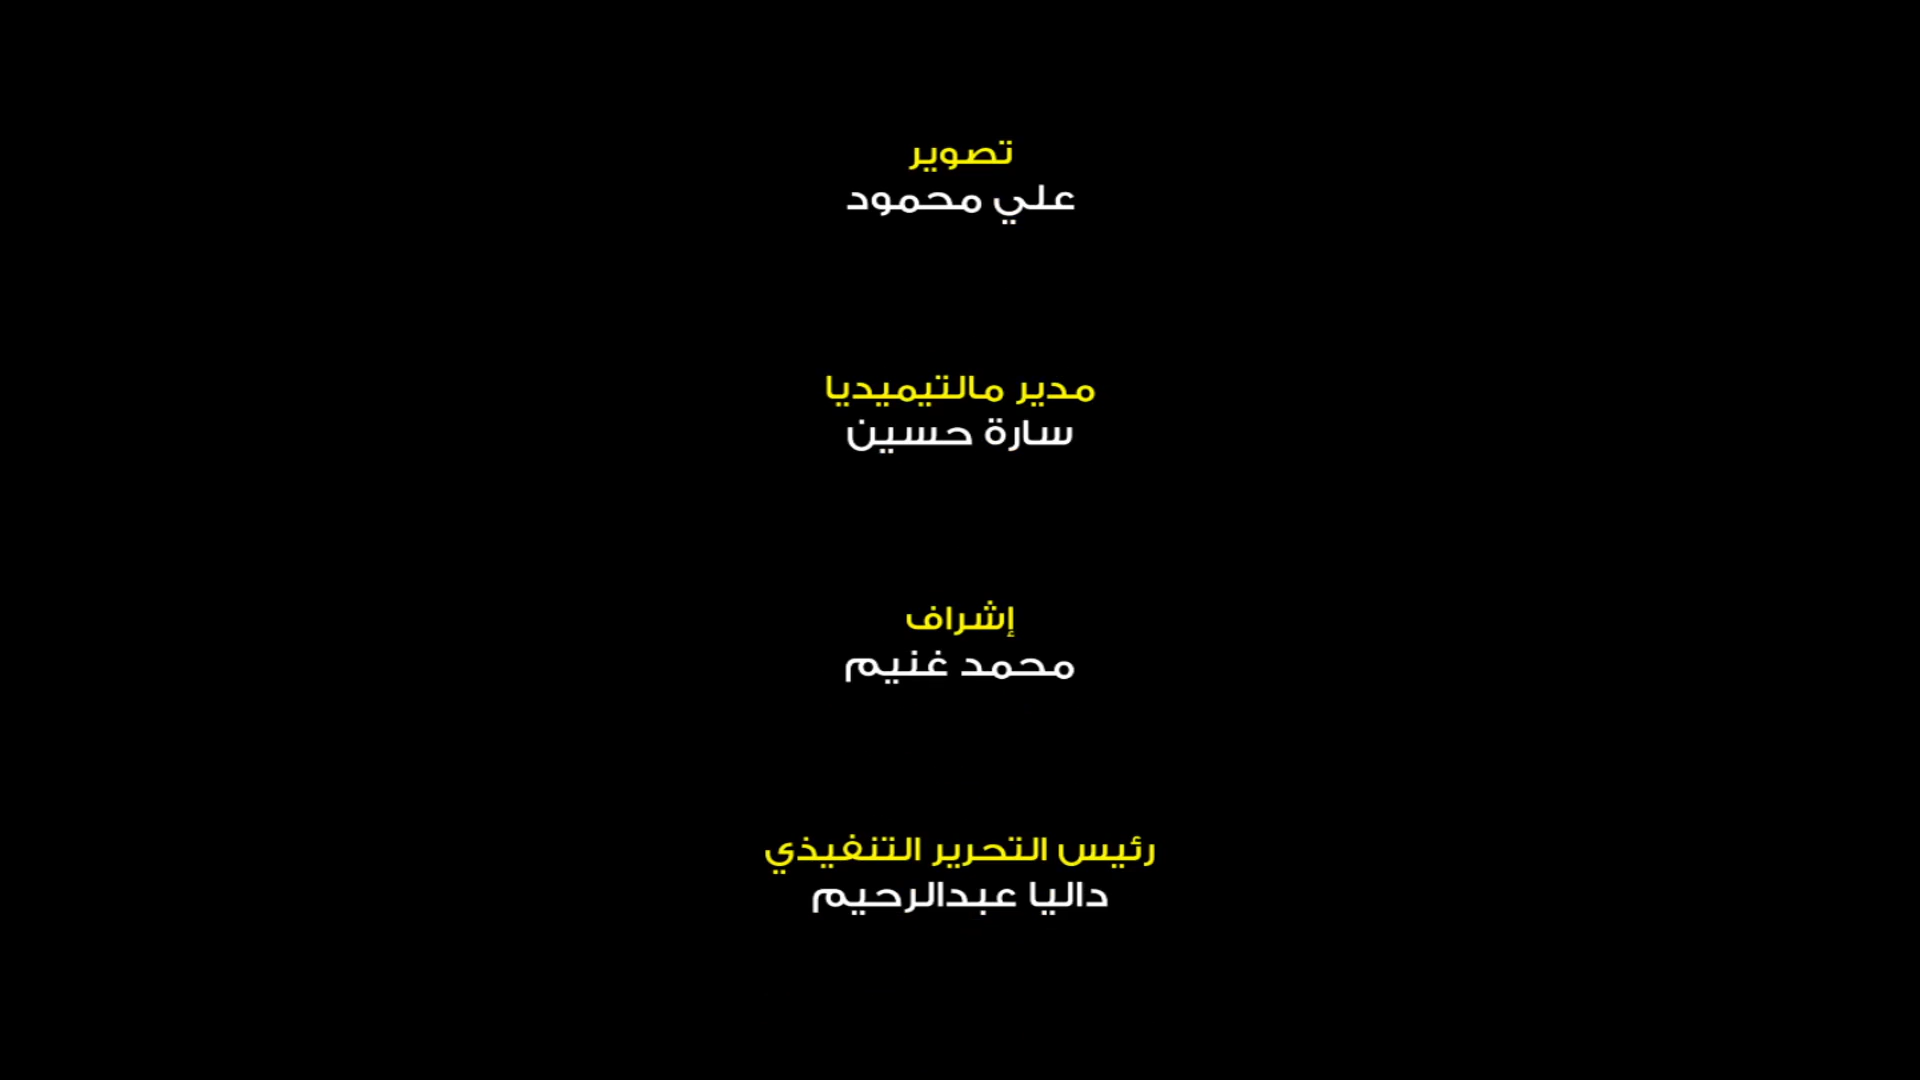 تصوير
علي محمود
مدير مالتيميديا
سارة حسين
إشراف
محمد غنيم
رئيس التحرير التنفيذي
داليا عبدالرحيم